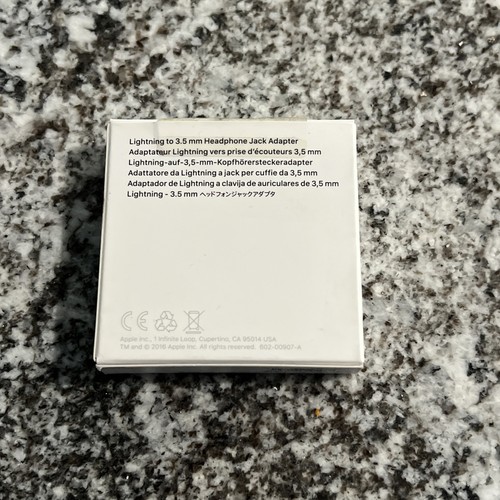 Lightning to 3.5 mm Headphone Jack Adapter
Adaptateur Lightning vers prise d'écouteurs 3,5 mm
Lightning-auf-3,5-mm-Kopfhörersteckeradapter
Adattatore da Lightning a jack per cuffie da 3,5 mm
Adaptador de Lightning a clavija de auriculares de 3,5 mm
Lightning - 3.5 mm ヘッドフォンジャックアダプタ
CE
Apple Inc., 1 Infinite Loop, Cupertino, CA 95014 USA
TM and © 2016 Apple Inc. All rights reserved. 602-00907-A